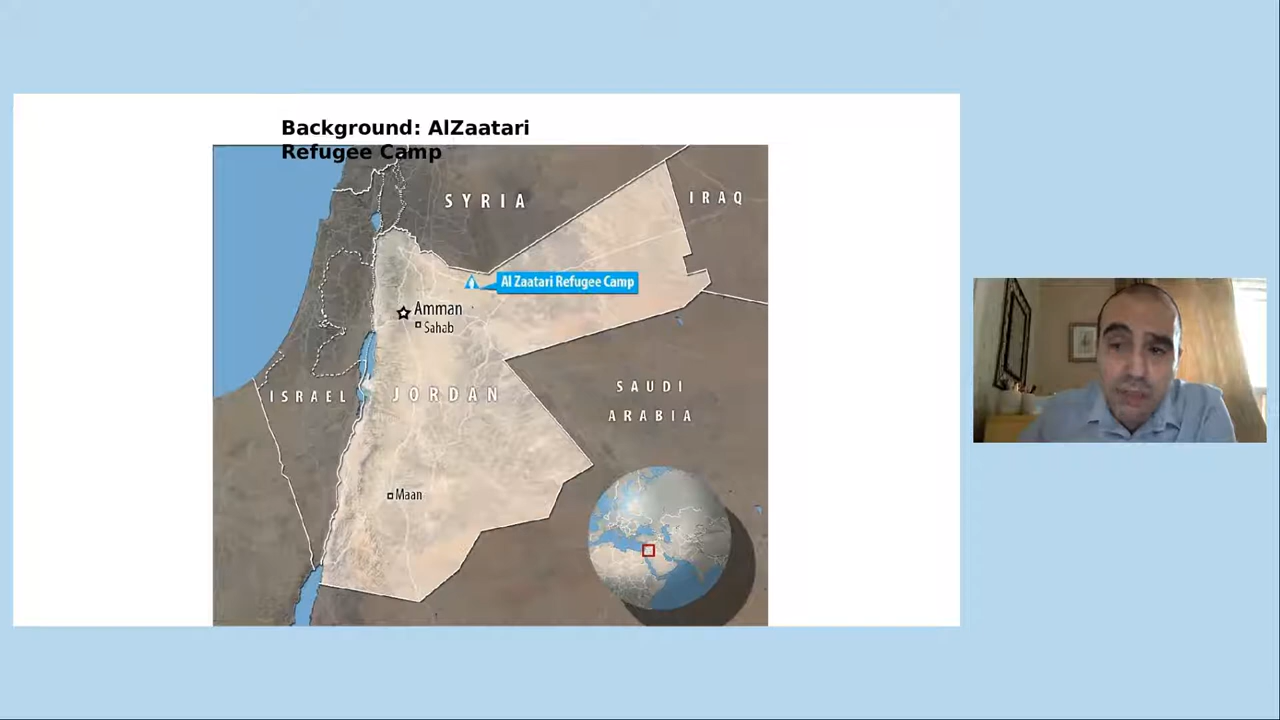 Background: AlZaatari
Refugee Camp
SYRIA
IRAQ
Al Zaatari Refugee Camp
Amman
Sahab
ISRAEL
JORDAN
SAUDI
ARABIA
Maan